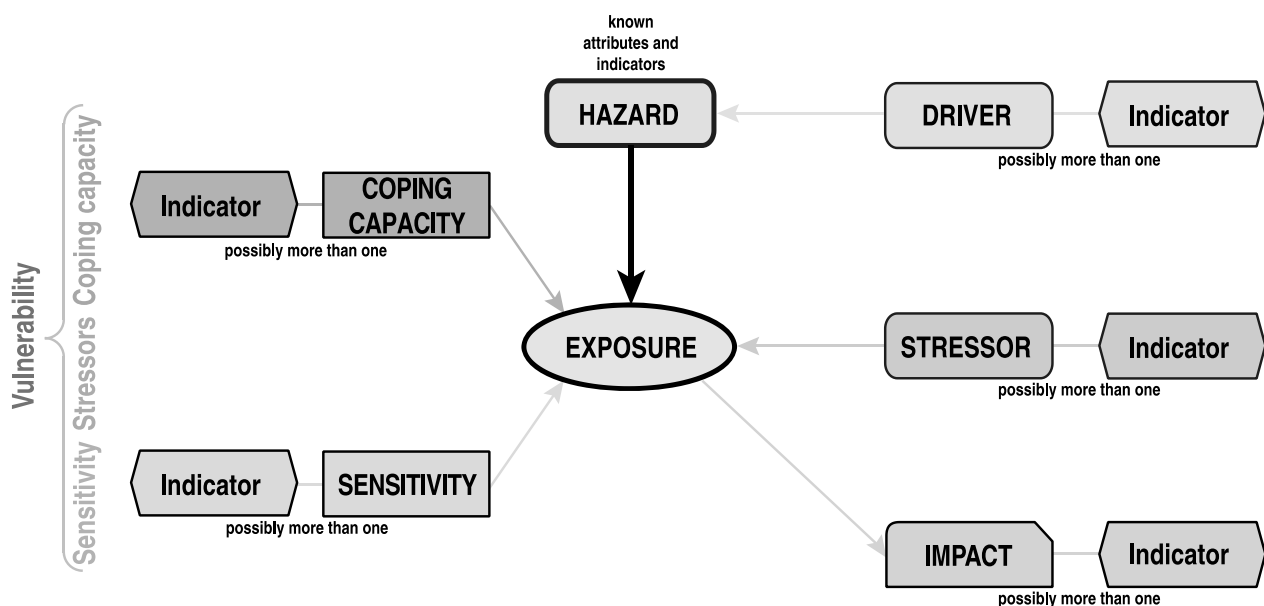 known
attributes and
indicators
HAZARD
DRIVER
Indicator
possibly more than one
Vulnerability
Sensitivity Stressors Coping capacity
Indicator
COPING
CAPACITY
possibly more than one
EXPOSURE
STRESSOR
Indicator
possibly more than one
Indicator
SENSITIVITY
possibly more than one
IMPACT
Indicator
possibly more than one